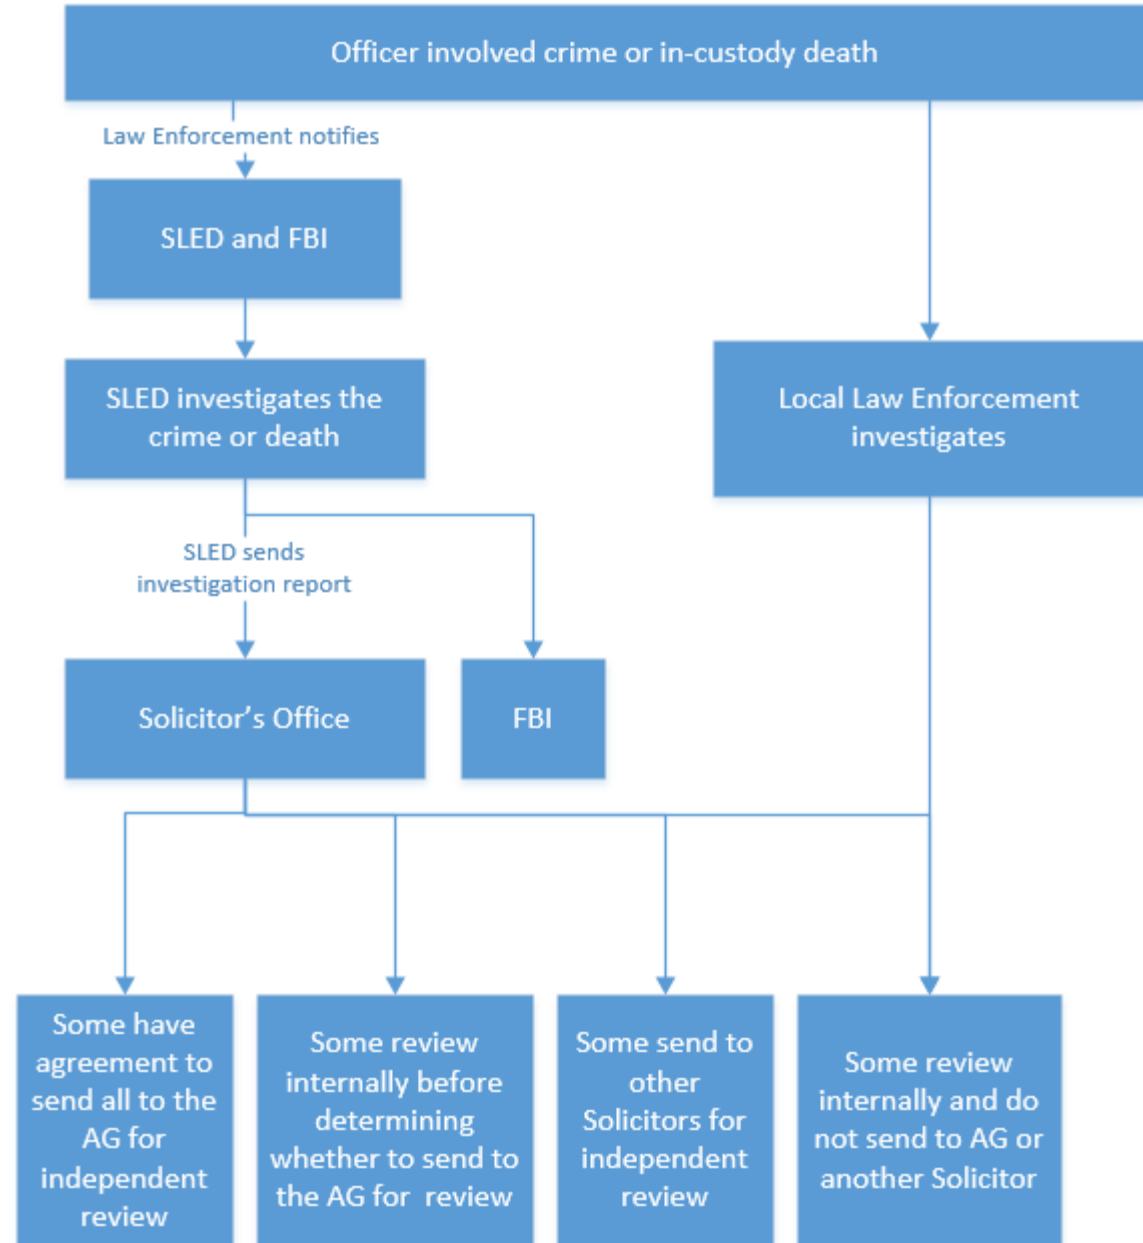 Officer involved crime or in-custody death
Law Enforcement notifies
SLED and FBI
SLED investigates the
crime or death
Local Law Enforcement
investigates
SLED sends
investigation report
Solicitor’s Office
FBI
Some have
agreement to
send all to the
AG for
independent
review
Some review
internally before
determining
whether to send to
the AG for review
Some send to
other
Solicitors for
independent
review
Some review
internally and do
not send to AG or
another Solicitor